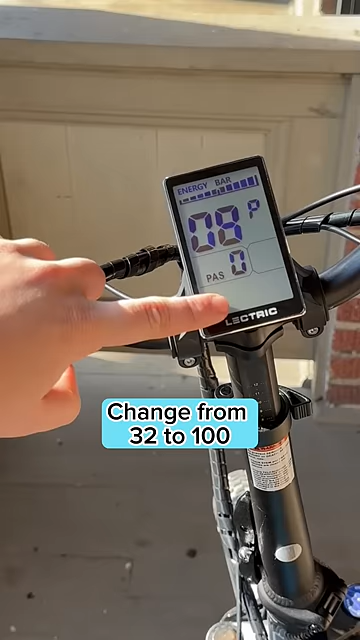 ENERGY BAR
08 P
PAS 0
LECTRIC
Change from
32 to 100